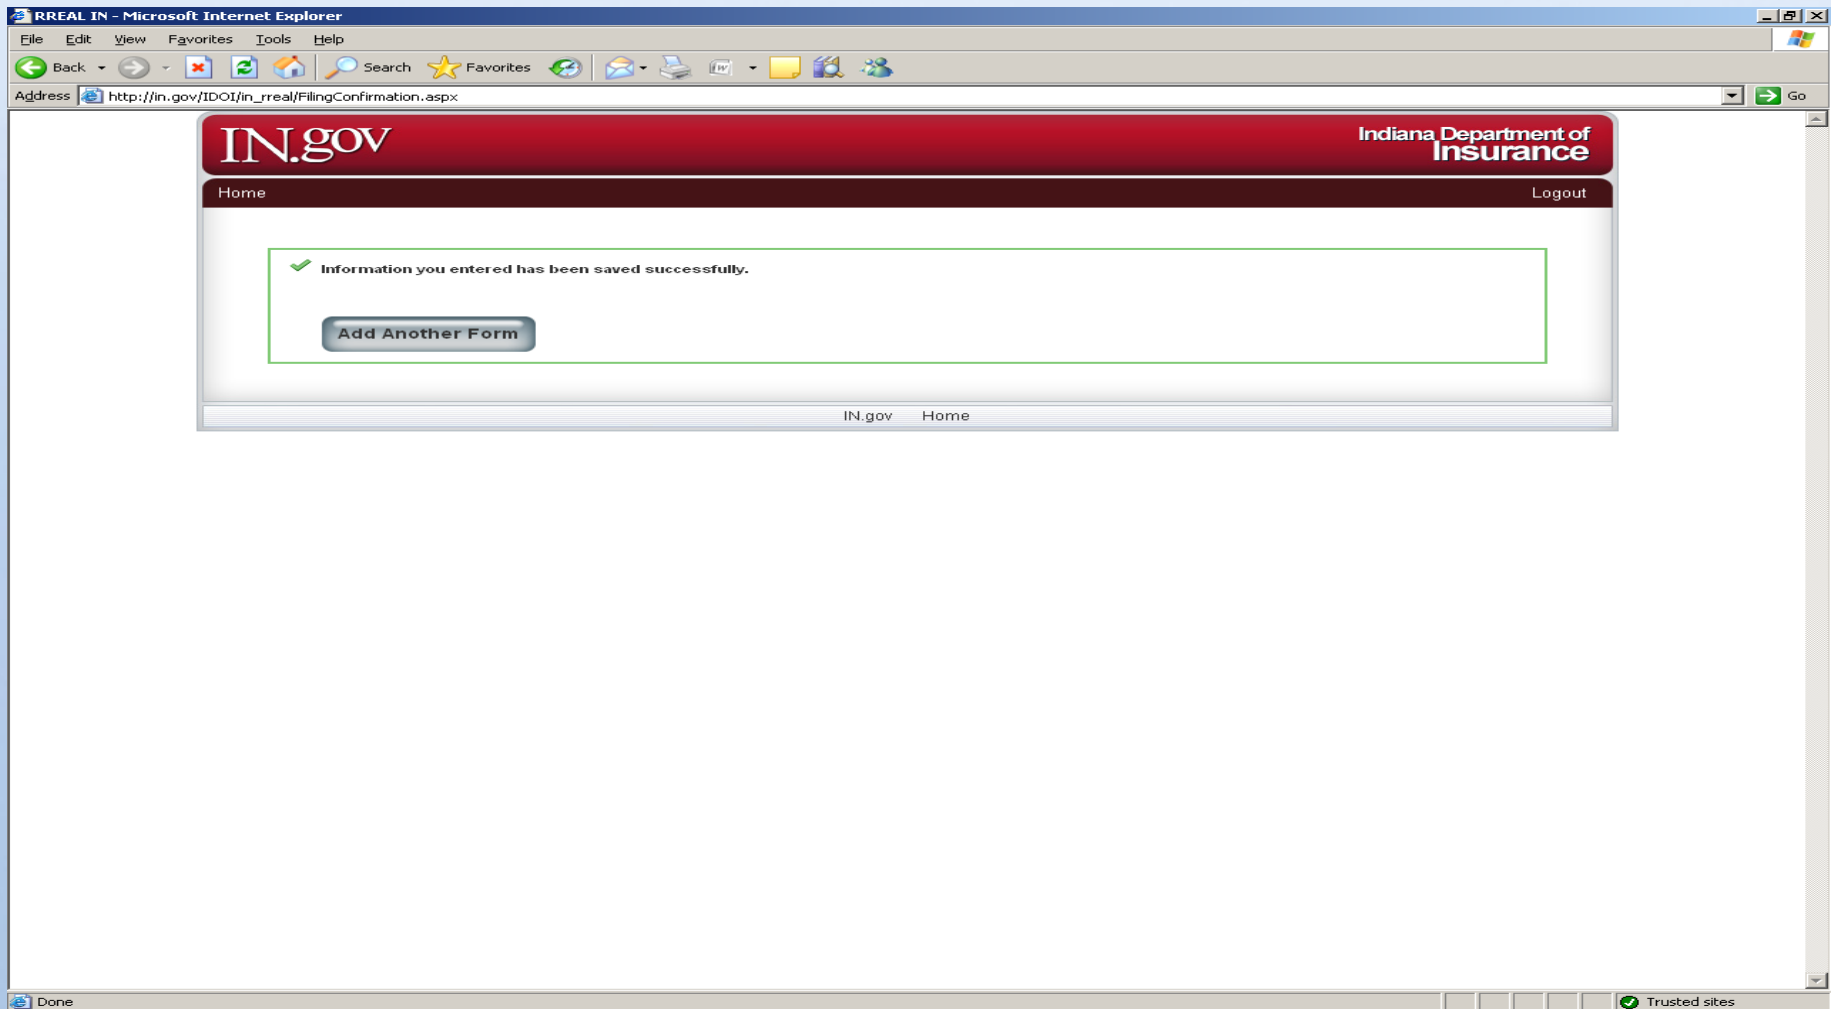 RREAL IN - Microsoft Internet Explorer
File Edit View Favorites Tools Help
Back Search Favorites
Address http://in.gov/IDOI/in_rreal/FilingConfirmation.aspx Go
IN.gov
Indiana Department of
Insurance
Home Logout
Information you entered has been saved successfully.
Add Another Form
IN.gov Home
Done Trusted sites